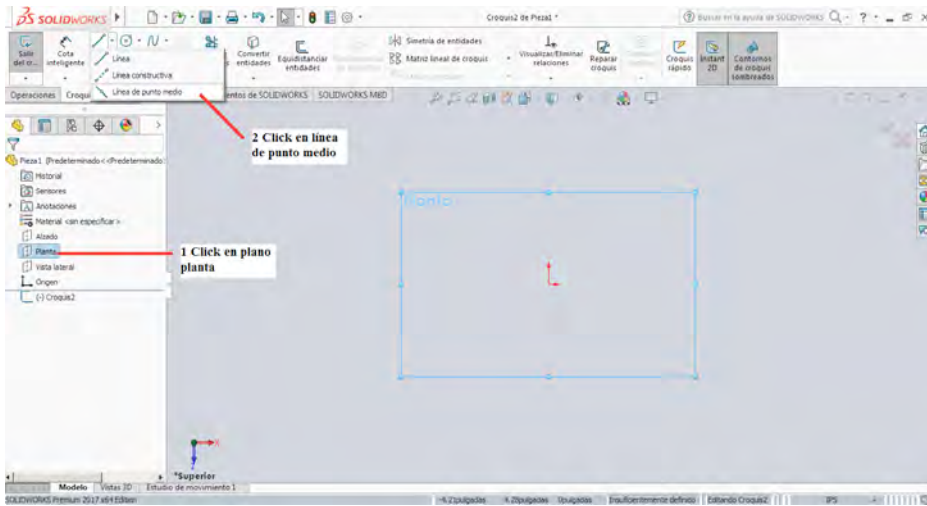 SOLIDWORKS
Croquis2 de Pieza1 *
Buscar en la ayuda de SOLIDWORKS
Salir del cr...
Cota inteligente
Línea
Línea constructiva
Línea de punto medio
Convertir entidades
Equidistanciar entidades
Simetría de entidades
Matriz lineal de croquis
Visualizar/Eliminar relaciones
Reparar croquis
Croquis rápido
Instant 2D
Contornos de croquis sombreados
Operaciones
Croqu
entos de SOLIDWORKS
SOLIDWORKS MBD
2 Click en línea
de punto medio
Pieza1 (Predeterminado<<Predeterminado
Historial
Sensores
Anotaciones
Material <sin especificar>
Alzado
Planta
Vista lateral
Origen
(-) Croquis2
1 Click en plano
planta
Planta
X
*Superior
Modelo
Vistas 3D
Estudio de movimiento 1
SOLIDWORKS Premium 2017 x64 Edition
0pulgadas
Insuficientemente definido
Editando Croquis2
IPS